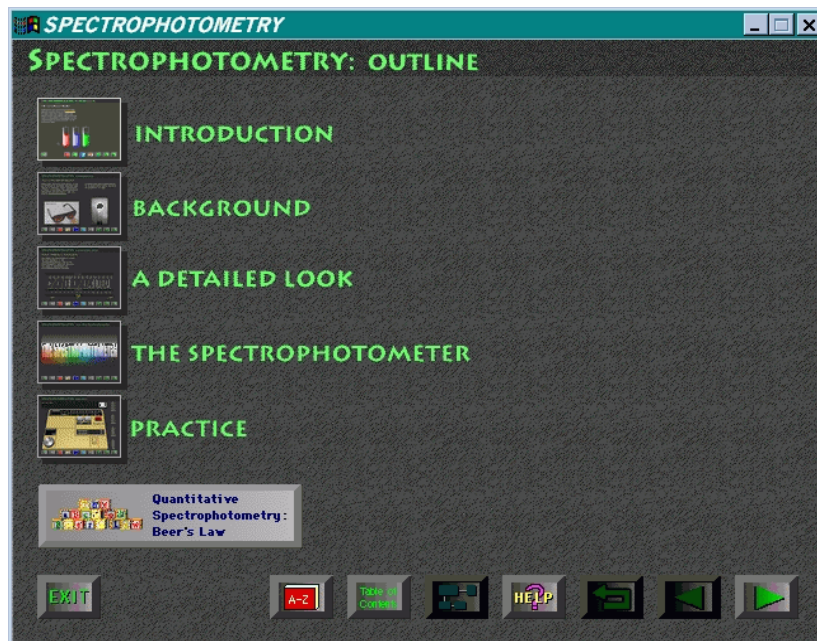 SPECTROPHOTOMETRY
SPECTROPHOTOMETRY: OUTLINE
INTRODUCTION
BACKGROUND
A DETAILED LOOK
THE SPECTROPHOTOMETER
PRACTICE
Quantitative
Spectrophotometry:
Beer's Law
EXIT
A-Z
Table of
Contents
HELP